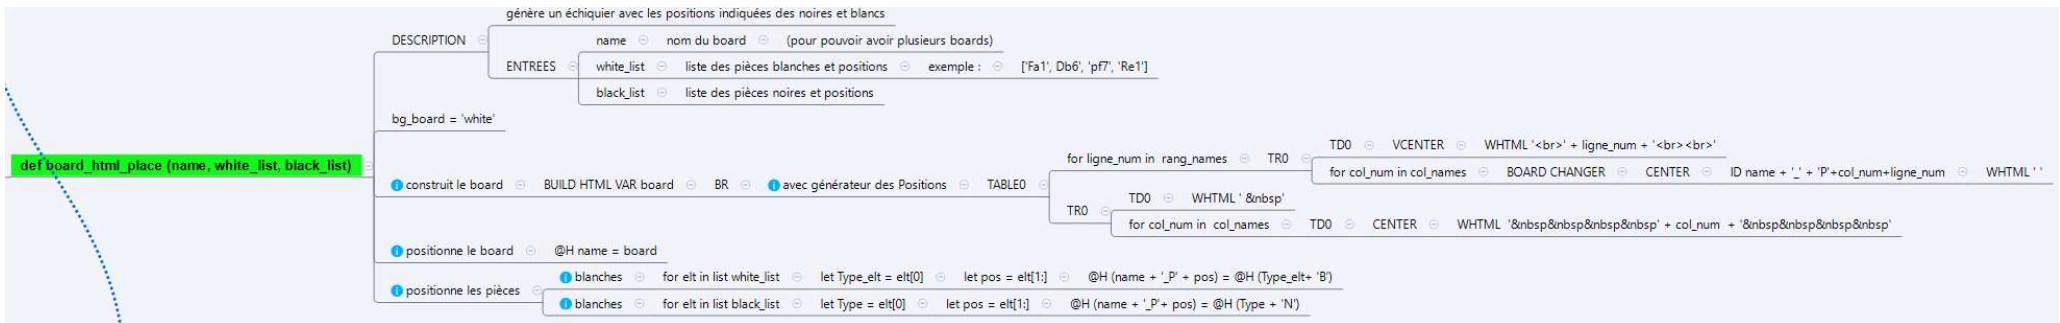 génère un échiquier avec les positions indiquées des noires et blancs
DESCRIPTION
name nom du board (pour pouvoir avoir plusieurs boards)
ENTREES white_list liste des pièces blanches et positions exemple : ['Fa1', Db6', 'pf7', 'Re1']
black_list liste des pièces noires et positions
bg_board = 'white'
def board_html_place (name, white_list, black_list)
for ligne_num in rang_names TR0
TD0 VCENTER WHTML '<br>' + ligne_num + '<br><br>'
for col_num in col_names BOARD CHANGER CENTER ID name + '_' + 'P'+col_num+ligne_num WHTML ' '
construit le board BUILD HTML VAR board BR avec générateur des Positions TABLE0
TR0
TD0 WHTML ' &nbsp'
for col_num in col_names TD0 CENTER WHTML '&nbsp&nbsp&nbsp&nbsp' + col_num + '&nbsp&nbsp&nbsp&nbsp'
positionne le board @H name = board
positionne les pièces
blanches for elt in list white_list let Type_elt = elt[0] let pos = elt[1:] @H (name + '_P' + pos) = @H (Type_elt+ 'B')
blanches for elt in list black_list let Type = elt[0] let pos = elt[1:] @H (name + '_P'+ pos) = @H (Type + 'N')